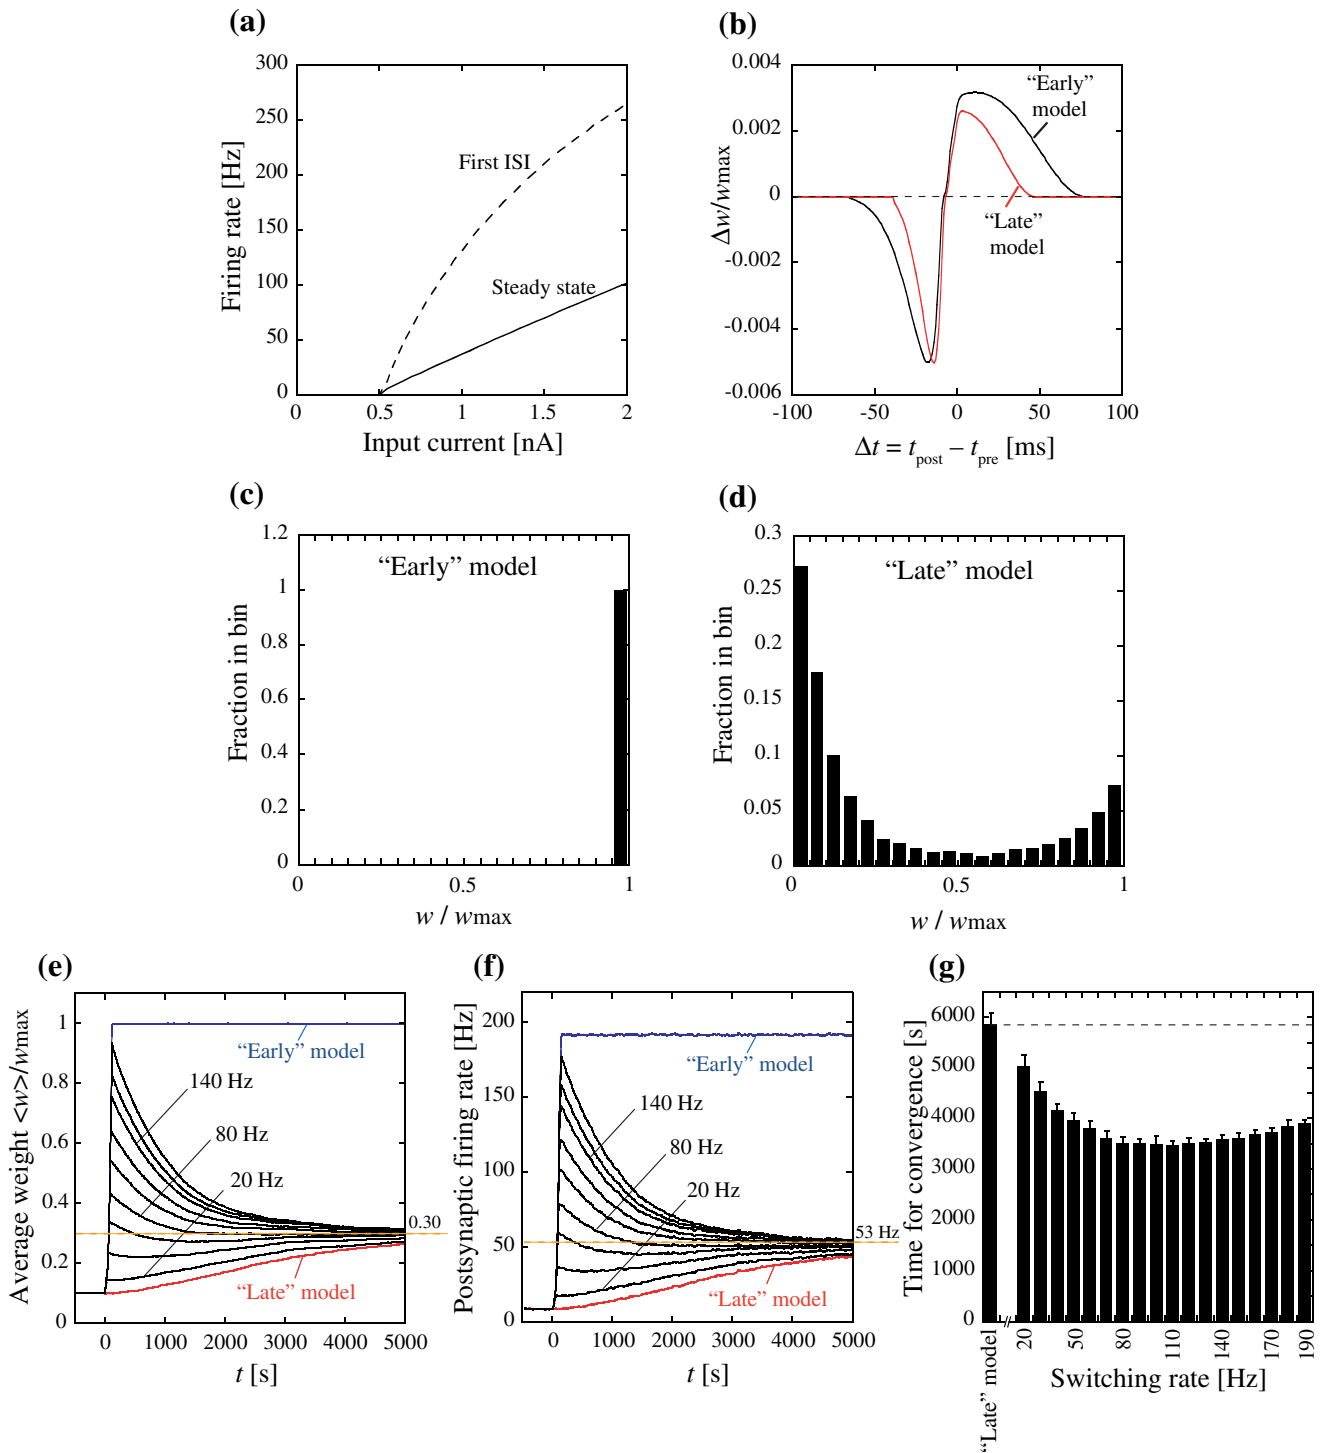 (a)
300
250
200
150
100
50
0
Firing rate [Hz]
First ISI
Steady state
0
0.5
1
1.5
2
Input current [nA]
(b)
0.004
0.002
0
-0.002
-0.004
-0.006
Δw/wmax
“Early”
model
“Late”
model
-100
-50
0
50
100
Δt = tpost – tpre [ms]
(c)
1.2
1
0.8
0.6
0.4
0.2
0
Fraction in bin
“Early” model
0
0.5
1
w / wmax
(d)
0.3
0.25
0.2
0.15
0.1
0.05
0
Fraction in bin
“Late” model
0
0.5
1
w / wmax
(e)
1
0.8
0.6
0.4
0.2
0
Average weight <w>/wmax
“Early” model
140 Hz
80 Hz
20 Hz
0.30
“Late” model
0
1000
2000
3000
4000
5000
t [s]
(f)
200
150
100
50
0
Postsynaptic firing rate [Hz]
“Early” model
140 Hz
80 Hz
20 Hz
53 Hz
“Late” model
0
1000
2000
3000
4000
5000
t [s]
(g)
6000
5000
4000
3000
2000
1000
0
Time for convergence [s]
“Late” model
20
50
80
110
140
170
190
Switching rate [Hz]